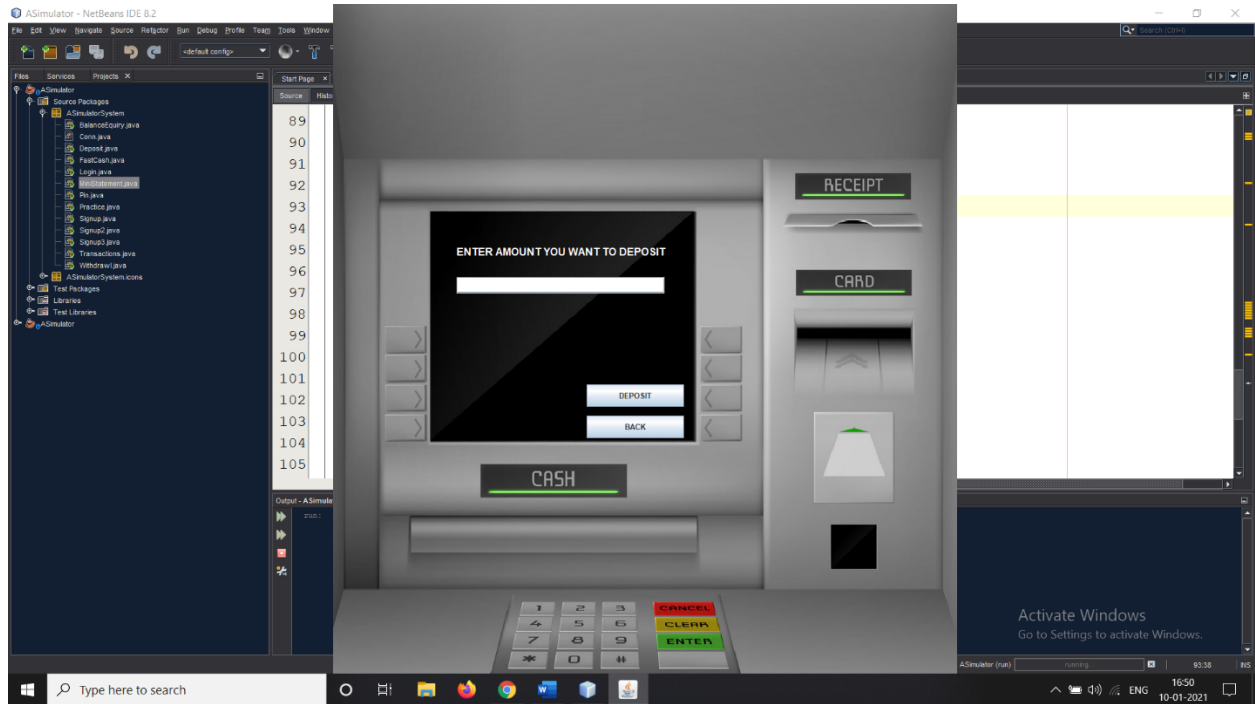 ASimulator - NetBeans IDE 8.2
File Edit View Navigate Source Refactor Run Debug Profile Team Tools Window
Search (Ctrl+I)
<default config>
Files Services Projects
Start Page
Source
ASimulator
Source Packages
ASimulatorSystem
BalanceEquiry.java
Conn.java
Deposit.java
FastCash.java
Login.java
MiniStatement.java
Pin.java
Practice.java
Signup.java
Signup2.java
Signup3.java
Transactions.java
Withdrawl.java
ASimulatorSystem.icons
Test Packages
Libraries
Test Libraries
ASimulator
89
90
91
92
93
94
95
96
97
98
99
100
101
102
103
104
105
RECEIPT
ENTER AMOUNT YOU WANT TO DEPOSIT
CARD
DEPOSIT
BACK
CASH
Output - ASimula
run:
1 2 3 CANCEL
4 5 6 CLEAR
7 8 9 ENTER
* 0 #
Activate Windows
Go to Settings to activate Windows.
ASimulator (run) running 93:38 INS
Type here to search
ENG
16:50
10-01-2021